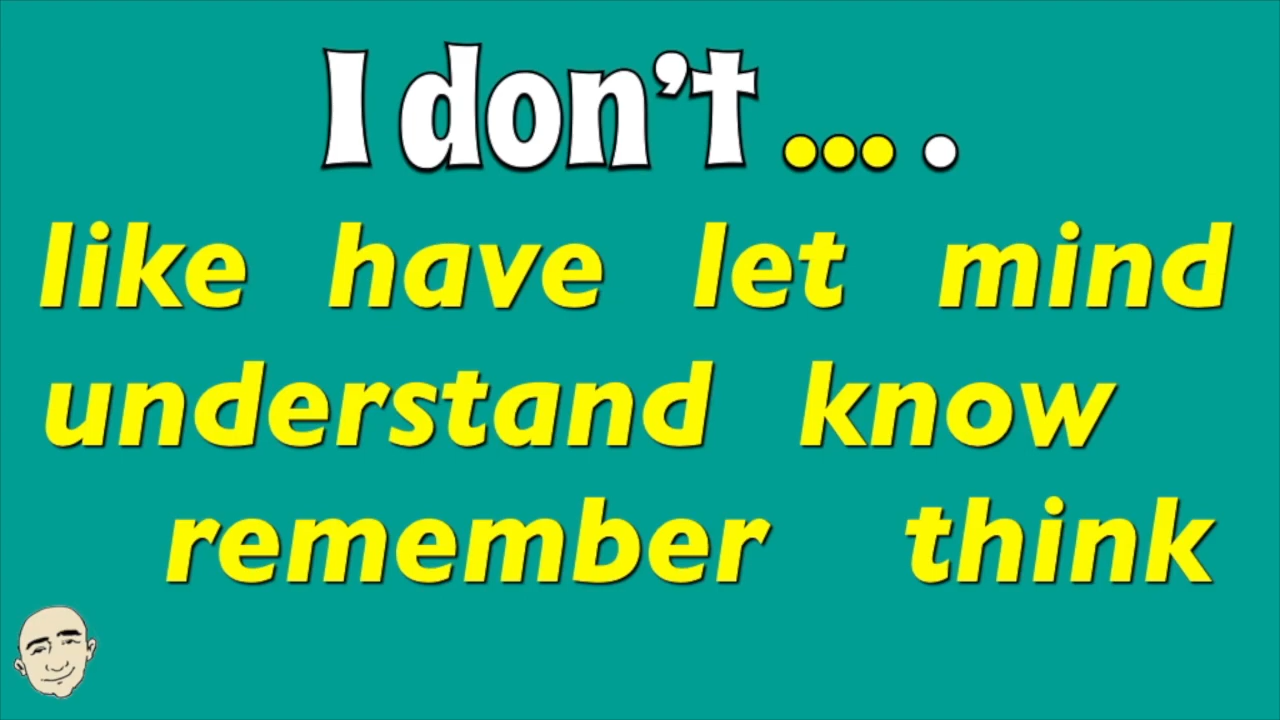 I don't... .
like have let mind
understand know
remember think